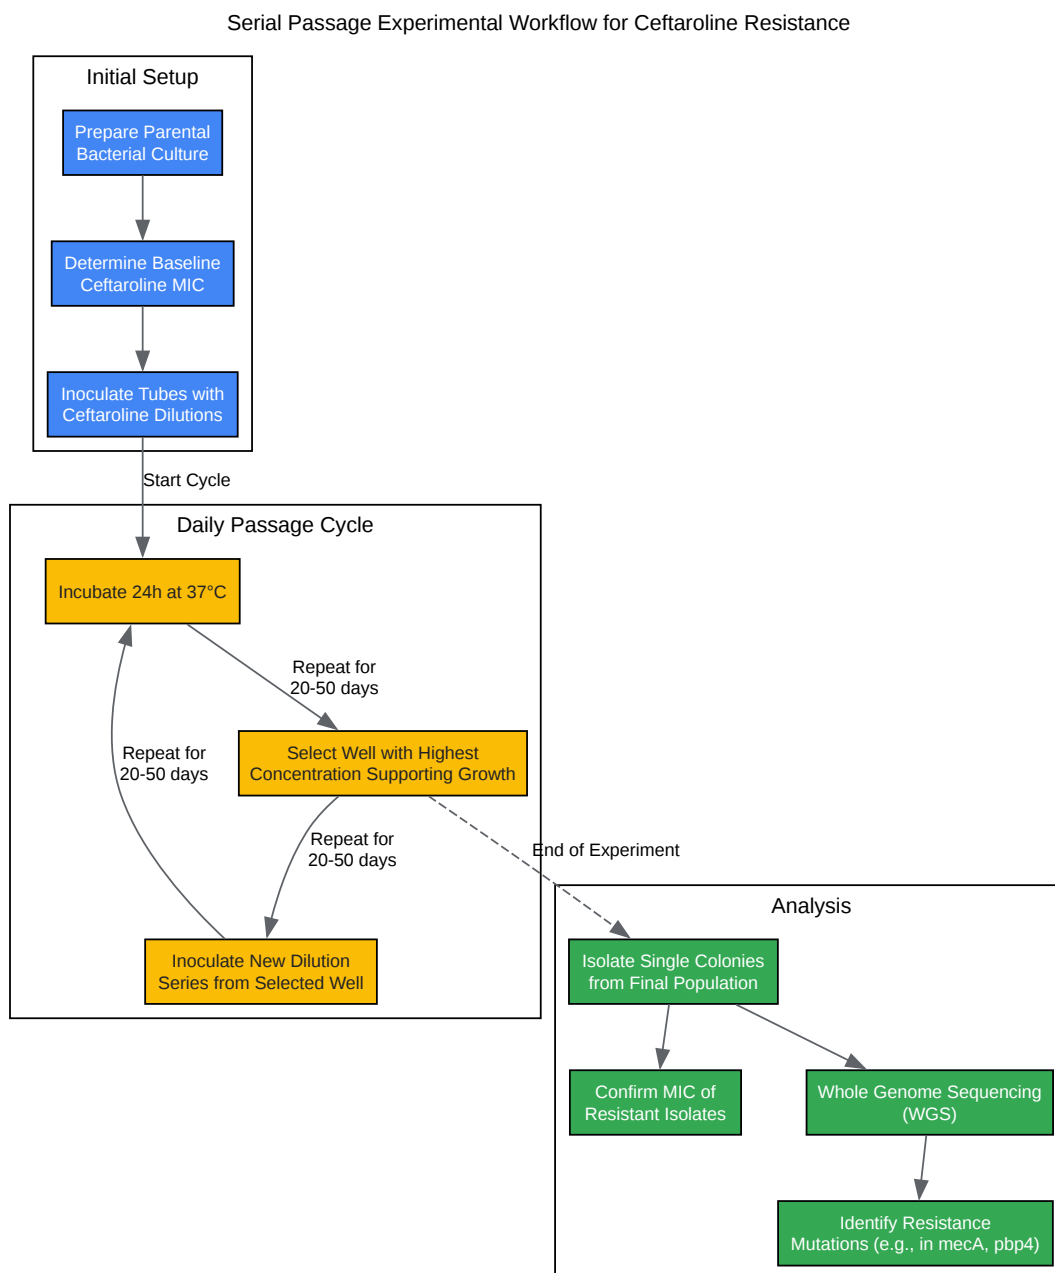 Serial Passage Experimental Workflow for Ceftaroline Resistance
Initial Setup
Prepare Parental
Bacterial Culture
Determine Baseline
Ceftaroline MIC
Inoculate Tubes with
Ceftaroline Dilutions
Start Cycle
Daily Passage Cycle
Incubate 24h at 37°C
Repeat for
20-50 days
Select Well with Highest
Concentration Supporting Growth
Repeat for
20-50 days
Repeat for
20-50 days
End of Experiment
Inoculate New Dilution
Series from Selected Well
Analysis
Isolate Single Colonies
from Final Population
Confirm MIC of
Resistant Isolates
Whole Genome Sequencing
(WGS)
Identify Resistance
Mutations (e.g., in mecA, pbp4)